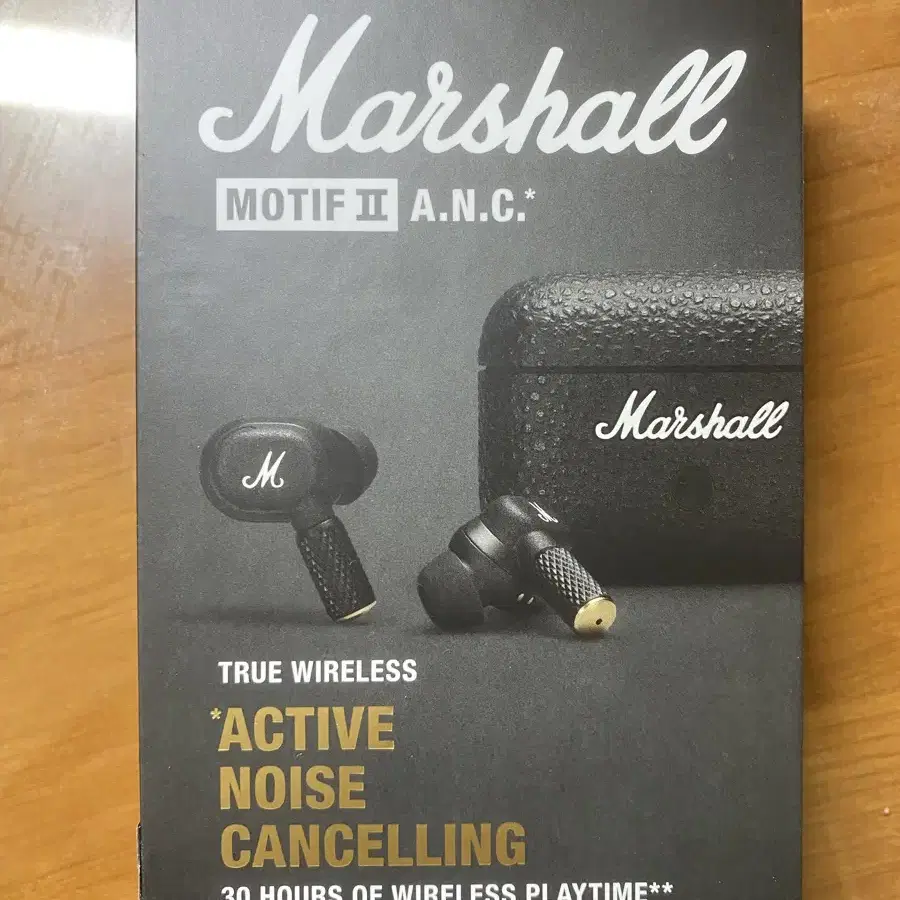 Marshall
MOTIF II A.N.C.*
Marshall
M
TRUE WIRELESS
*ACTIVE
NOISE
CANCELLING
30 HOURS OF WIRELESS PLAYTIME**